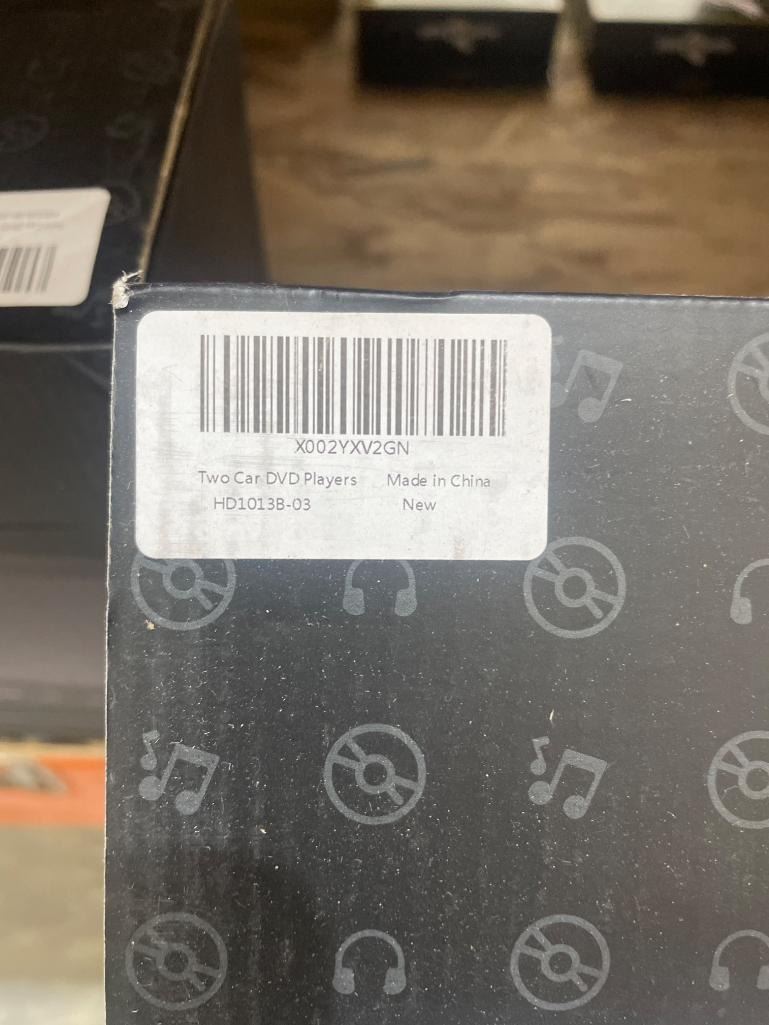 X002YXV2GN
Two Car DVD Players Made in China
HD1013B-03 New